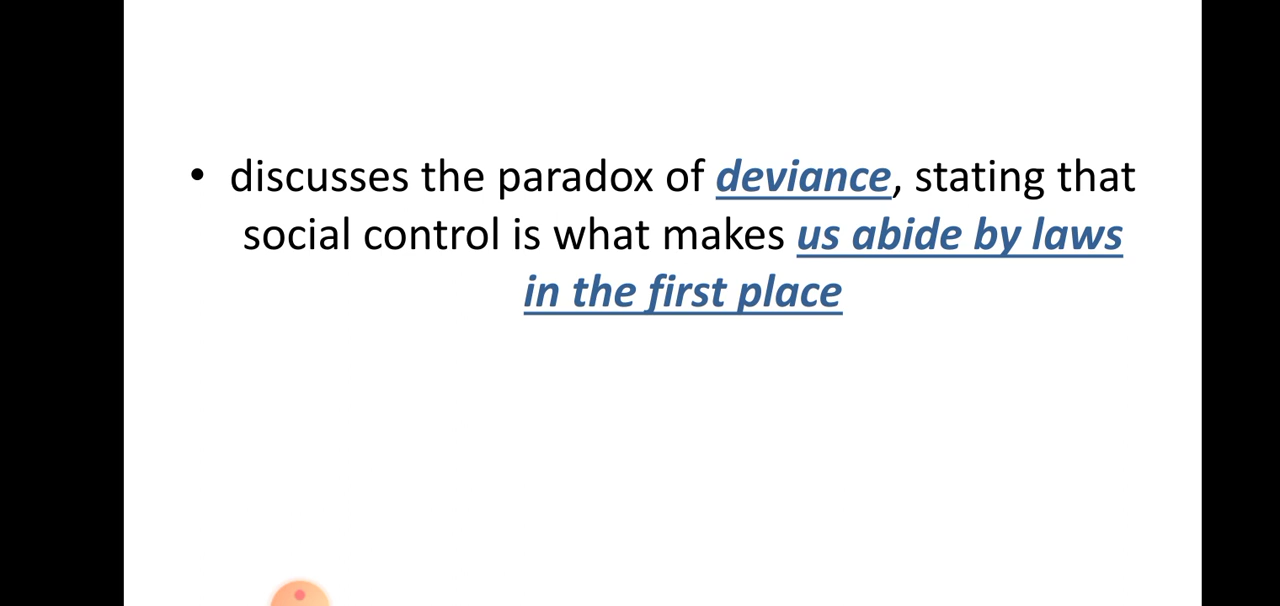 • discusses the paradox of deviance, stating that
social control is what makes us abide by laws
in the first place